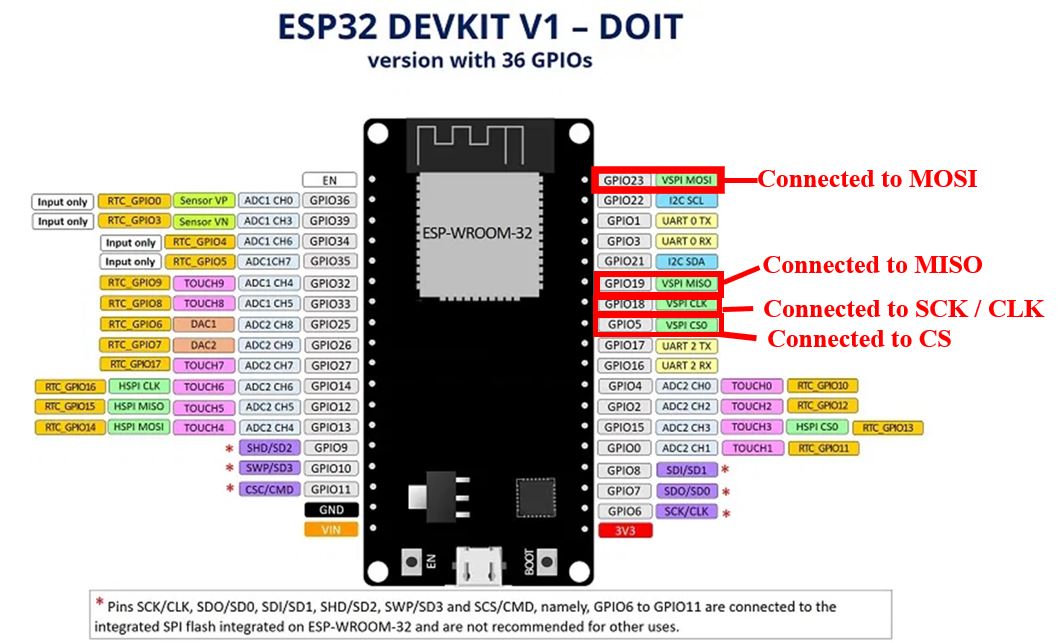 ESP32 DEVKIT V1 – DOIT
version with 36 GPIOs
EN
GPIO23 VSPI MOSI Connected to MOSI
Input only RTC_GPIO0 Sensor VP ADC1 CH0 GPIO36
GPIO22 I2C SCL
Input only RTC_GPIO3 Sensor VN ADC1 CH3 GPIO39
GPIO1 UART 0 TX
Input only RTC_GPIO4 ADC1 CH6 GPIO34
ESP-WROOM-32
GPIO3 UART 0 RX
Input only RTC_GPIO5 ADC1CH7 GPIO35
GPIO21 I2C SDA
Connected to MISO
RTC_GPIO9 TOUCH9 ADC1 CH4 GPIO32
GPIO19 VSPI MISO
RTC_GPIO8 TOUCH8 ADC1 CH5 GPIO33
GPIO18 VSPI CLK Connected to SCK / CLK
RTC_GPIO6 DAC1 ADC2 CH8 GPIO25
GPIO5 VSPI CS0 Connected to CS
RTC_GPIO7 DAC2 ADC2 CH9 GPIO26
GPIO17 UART 2 TX
RTC_GPIO17 TOUCH7 ADC2 CH7 GPIO27
GPIO16 UART 2 RX
RTC_GPIO16 HSPI CLK TOUCH6 ADC2 CH6 GPIO14
GPIO4 ADC2 CH0 TOUCH0 RTC_GPIO10
RTC_GPIO15 HSPI MISO TOUCH5 ADC2 CH5 GPIO12
GPIO2 ADC2 CH2 TOUCH2 RTC_GPIO12
RTC_GPIO14 HSPI MOSI TOUCH4 ADC2 CH4 GPIO13
GPIO15 ADC2 CH3 TOUCH3 HSPI CS0 RTC_GPIO13
* SHD/SD2 GPIO9
GPIO0 ADC2 CH1 TOUCH1 RTC_GPIO11
* SWP/SD3 GPIO10
GPIO8 SDI/SD1 *
* CSC/CMD GPIO11
GPIO7 SDO/SD0 *
GND
GPIO6 SCK/CLK *
VIN
3V3
EN
BOOT
* Pins SCK/CLK, SDO/SD0, SDI/SD1, SHD/SD2, SWP/SD3 and SCS/CMD, namely, GPIO6 to GPIO11 are connected to the
integrated SPI flash integrated on ESP-WROOM-32 and are not recommended for other uses.